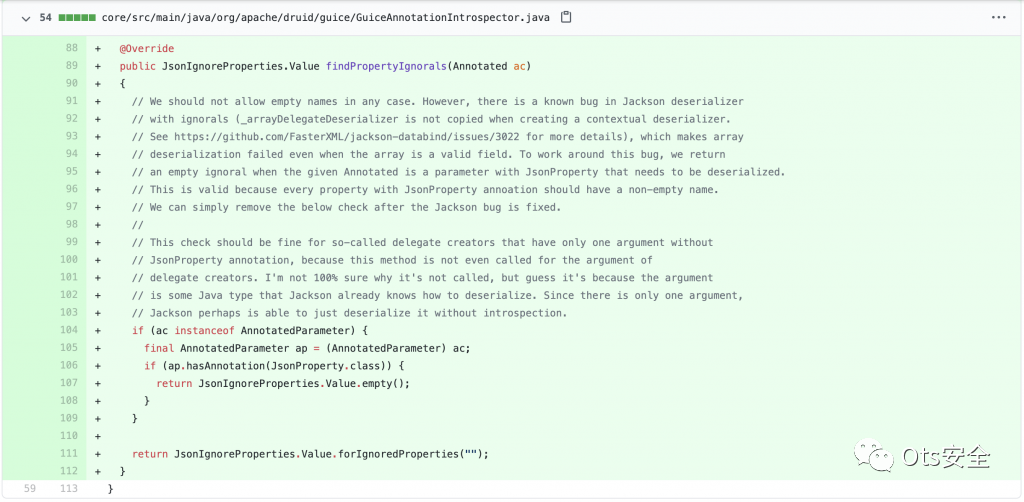 54 core/src/main/java/org/apache/druid/guice/GuiceAnnotationIntrospector.java
88 + @Override
89 + public JsonIgnoreProperties.Value findPropertyIgnorals(Annotated ac)
90 + {
91 + // We should not allow empty names in any case. However, there is a known bug in Jackson deserializer
92 + // with ignorals (_arrayDelegateDeserializer is not copied when creating a contextual deserializer.
93 + // See https://github.com/FasterXML/jackson-databind/issues/3022 for more details), which makes array
94 + // deserialization failed even when the array is a valid field. To work around this bug, we return
95 + // an empty ignoral when the given Annotated is a parameter with JsonProperty that needs to be deserialized.
96 + // This is valid because every property with JsonProperty annoation should have a non-empty name.
97 + // We can simply remove the below check after the Jackson bug is fixed.
98 + //
99 + // This check should be fine for so-called delegate creators that have only one argument without
100 + // JsonProperty annotation, because this method is not even called for the argument of
101 + // delegate creators. I'm not 100% sure why it's not called, but guess it's because the argument
102 + // is some Java type that Jackson already knows how to deserialize. Since there is only one argument,
103 + // Jackson perhaps is able to just deserialize it without introspection.
104 + if (ac instanceof AnnotatedParameter) {
105 + final AnnotatedParameter ap = (AnnotatedParameter) ac;
106 + if (ap.hasAnnotation(JsonProperty.class)) {
107 + return JsonIgnoreProperties.Value.empty();
108 + }
109 + }
110 +
111 + return JsonIgnoreProperties.Value.forIgnoredProperties("");
112 + }
59 113 }
Ots安全